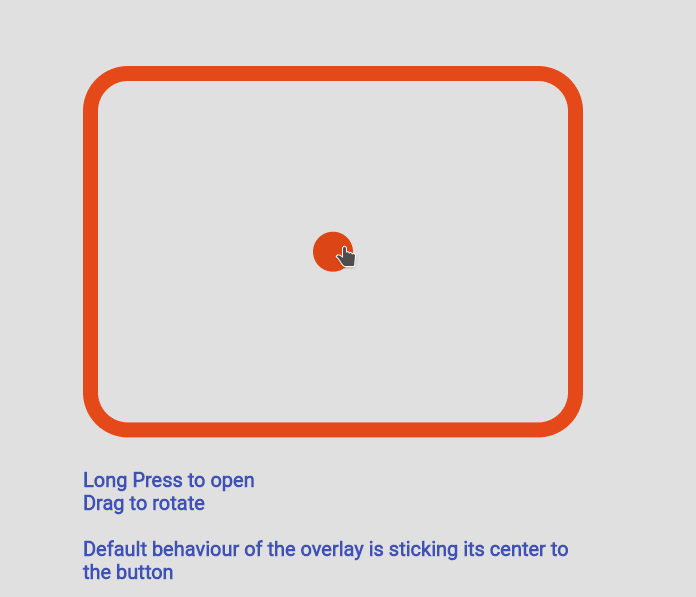 Long Press to open
Drag to rotate
Default behaviour of the overlay is sticking its center to
the button